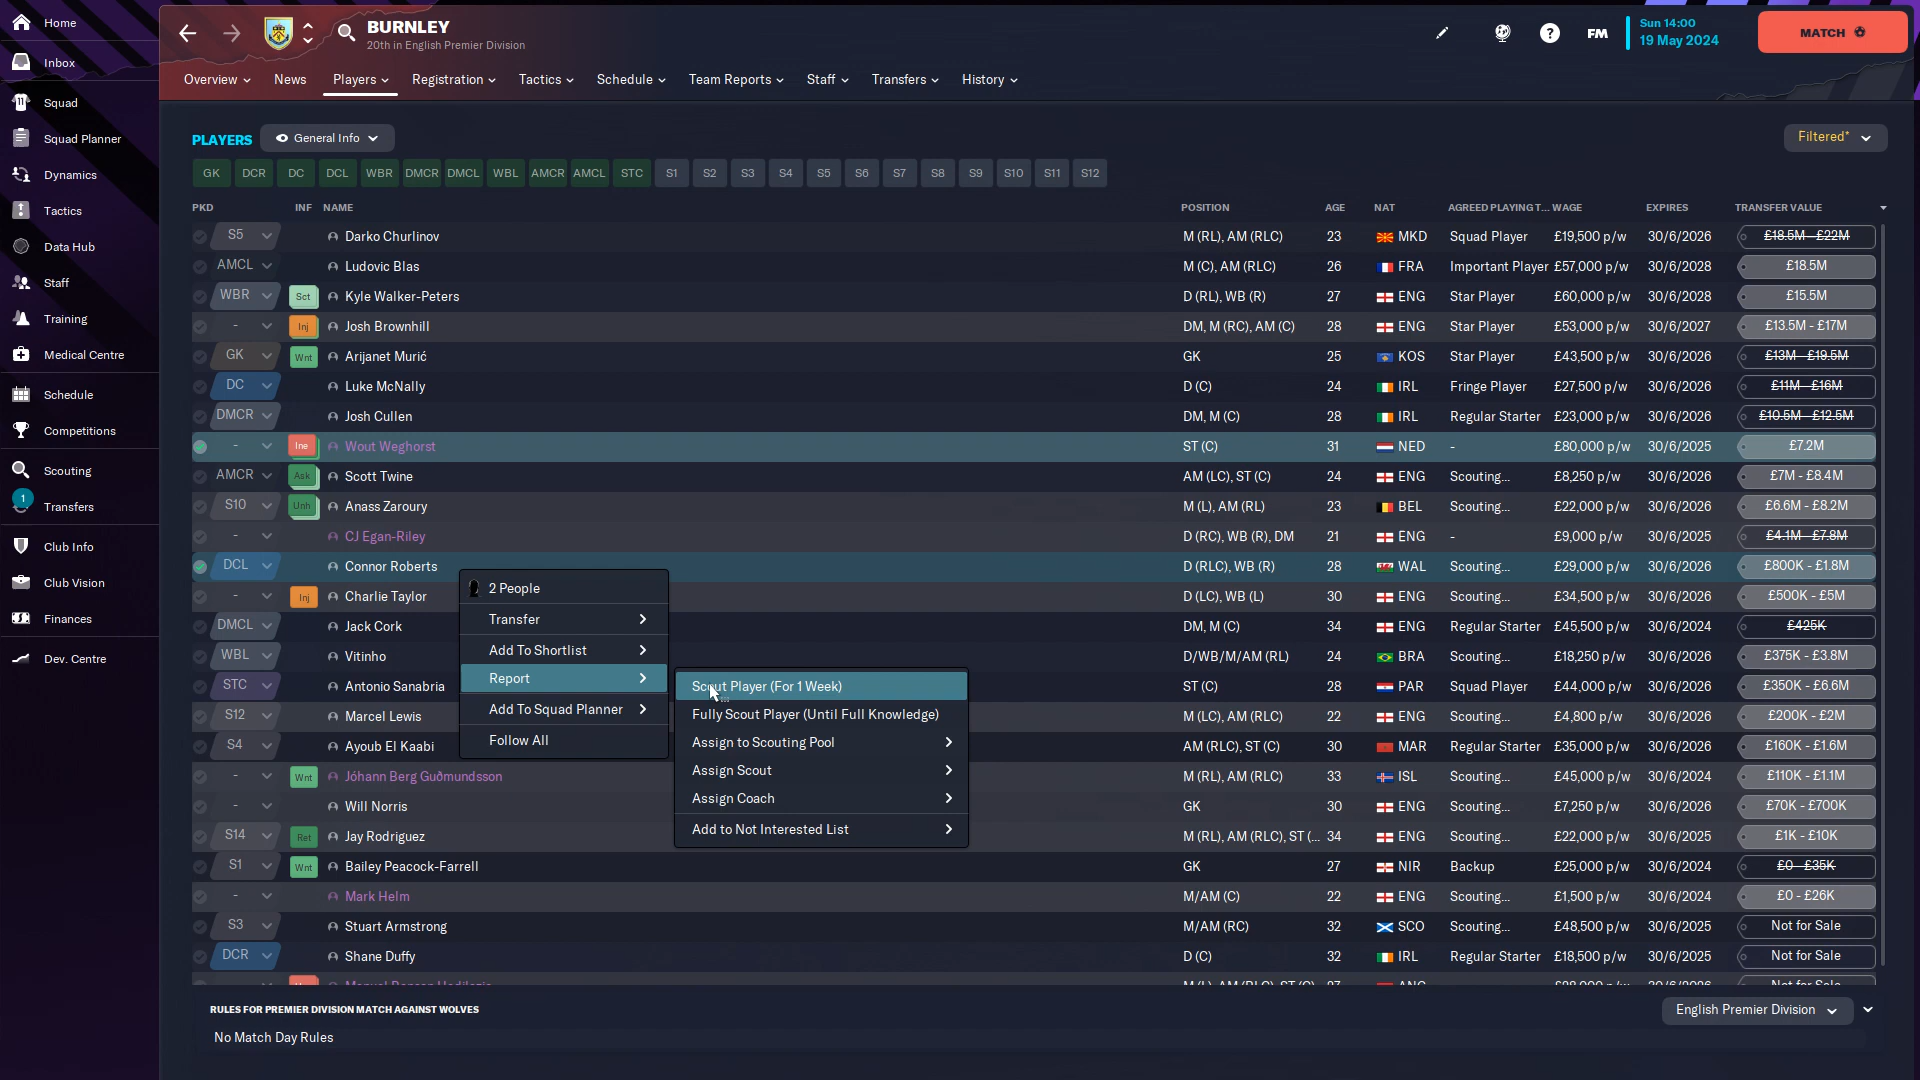 Home
Inbox
Squad
Squad Planner
Dynamics
Tactics
Data Hub
Staff
Training
Medical Centre
Schedule
Competitions
Scouting
1
Transfers
Club Info
Club Vision
Finances
Dev. Centre
BURNLEY
20th in English Premier Division
FM
Sun 14:00
19 May 2024
MATCH
Overview News Players Registration Tactics Schedule Team Reports Staff Transfers History
PLAYERS General Info Filtered*
GK DCR DC DCL WBR DMCR DMCL WBL AMCR AMCL STC S1 S2 S3 S4 S5 S6 S7 S8 S9 S10 S11 S12
PKD INF NAME POSITION AGE NAT AGREED PLAYING T... WAGE EXPIRES TRANSFER VALUE
S5 Darko Churlinov M (RL), AM (RLC) 23 MKD Squad Player £19,500 p/w 30/6/2026 £18.5M - £22M
AMCL Ludovic Blas M (C), AM (RLC) 26 FRA Important Player £57,000 p/w 30/6/2028 £18.5M
WBR Sct Kyle Walker-Peters D (RL), WB (R) 27 ENG Star Player £60,000 p/w 30/6/2028 £15.5M
- Inj Josh Brownhill DM, M (RC), AM (C) 28 ENG Star Player £53,000 p/w 30/6/2027 £13.5M - £17M
GK Wnt Arijanet Murić GK 25 KOS Star Player £43,500 p/w 30/6/2026 £13M - £19.5M
DC Luke McNally D (C) 24 IRL Fringe Player £27,500 p/w 30/6/2026 £11M - £16M
DMCR Josh Cullen DM, M (C) 28 IRL Regular Starter £23,000 p/w 30/6/2026 £10.5M - £12.5M
- Ine Wout Weghorst ST (C) 31 NED - £80,000 p/w 30/6/2025 £7.2M
AMCR Ask Scott Twine AM (LC), ST (C) 24 ENG Scouting... £8,250 p/w 30/6/2026 £7M - £8.4M
S10 Unh Anass Zaroury M (L), AM (RL) 23 BEL Scouting... £22,000 p/w 30/6/2026 £6.6M - £8.2M
- CJ Egan-Riley D (RC), WB (R), DM 21 ENG - £9,000 p/w 30/6/2025 £4.1M - £7.8M
DCL Connor Roberts D (RLC), WB (R) 28 WAL Scouting... £29,000 p/w 30/6/2026 £800K - £1.8M
- Inj Charlie Taylor D (LC), WB (L) 30 ENG Scouting... £34,500 p/w 30/6/2026 £500K - £5M
DMCL Jack Cork DM, M (C) 34 ENG Regular Starter £45,500 p/w 30/6/2024 £425K
WBL Vitinho D/WB/M/AM (RL) 24 BRA Scouting... £18,250 p/w 30/6/2026 £375K - £3.8M
STC Antonio Sanabria ST (C) 28 PAR Squad Player £44,000 p/w 30/6/2026 £350K - £6.6M
S12 Marcel Lewis M (LC), AM (RLC) 22 ENG Scouting... £4,800 p/w 30/6/2026 £200K - £2M
S4 Ayoub El Kaabi AM (RLC), ST (C) 30 MAR Regular Starter £35,000 p/w 30/6/2026 £160K - £1.6M
- Wnt Jóhann Berg Guðmundsson M (RL), AM (RLC) 33 ISL Scouting... £45,000 p/w 30/6/2024 £110K - £1.1M
- Will Norris GK 30 ENG Scouting... £7,250 p/w 30/6/2026 £70K - £700K
S14 Ret Jay Rodriguez M (RL), AM (RLC), ST (... 34 ENG Scouting... £22,000 p/w 30/6/2025 £1K - £10K
S1 Wnt Bailey Peacock-Farrell GK 27 NIR Backup £25,000 p/w 30/6/2024 £0 - £35K
- Mark Helm M/AM (C) 22 ENG Scouting... £1,500 p/w 30/6/2024 £0 - £26K
S3 Stuart Armstrong M/AM (RC) 32 SCO Scouting... £48,500 p/w 30/6/2025 Not for Sale
DCR Shane Duffy D (C) 32 IRL Regular Starter £18,500 p/w 30/6/2025 Not for Sale
2 People
Transfer
Add To Shortlist
Report
Add To Squad Planner
Follow All
Scout Player (For 1 Week)
Fully Scout Player (Until Full Knowledge)
Assign to Scouting Pool
Assign Scout
Assign Coach
Add to Not Interested List
RULES FOR PREMIER DIVISION MATCH AGAINST WOLVES English Premier Division
No Match Day Rules